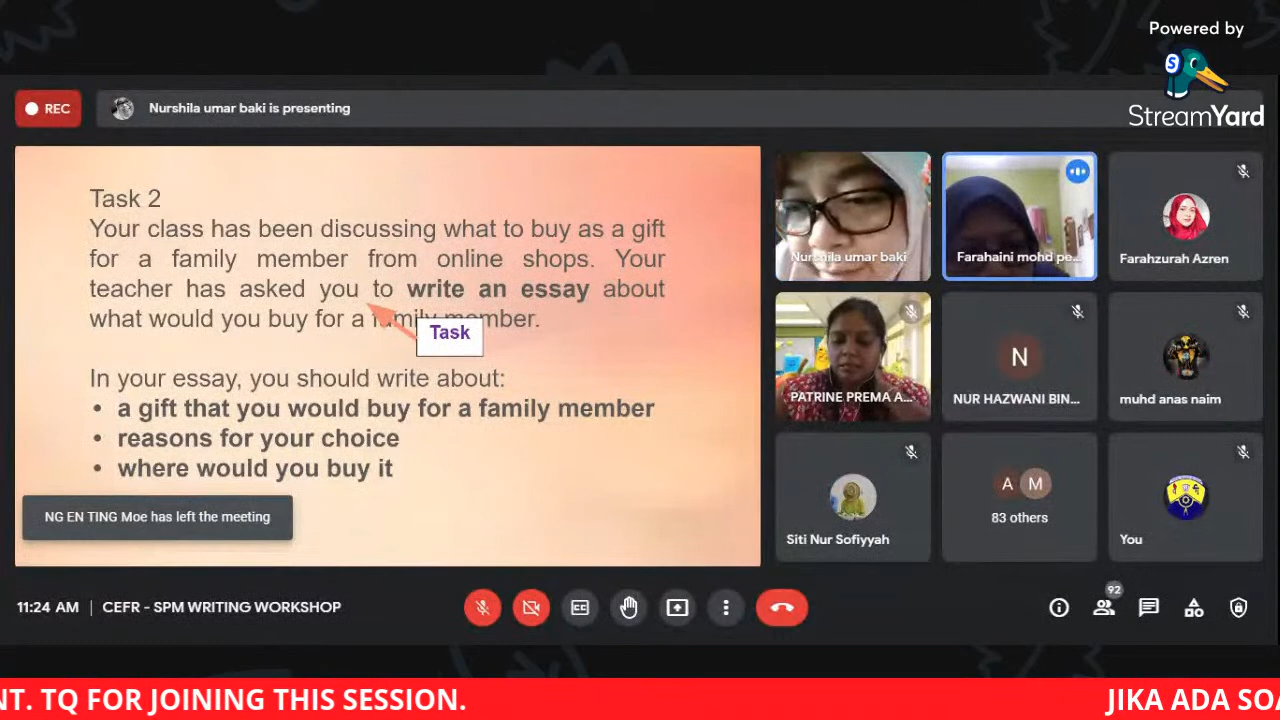 Powered by
StreamYard
REC
Nurshila umar baki is presenting
Task 2
Your class has been discussing what to buy as a gift
for a family member from online shops. Your
teacher has asked you to write an essay about
what would you buy for a family member.
Task
In your essay, you should write about:
• a gift that you would buy for a family member
• reasons for your choice
• where would you buy it
NG EN TING Moe has left the meeting
Nurshila umar baki
Farahaini mohd pe...
Farahzurah Azren
PATRINE PREMA A...
N
NUR HAZWANI BIN...
muhd anas naim
Siti Nur Sofiyyah
A M
83 others
You
11:24 AM | CEFR - SPM WRITING WORKSHOP
92
NT. TQ FOR JOINING THIS SESSION.
JIKA ADA SOA